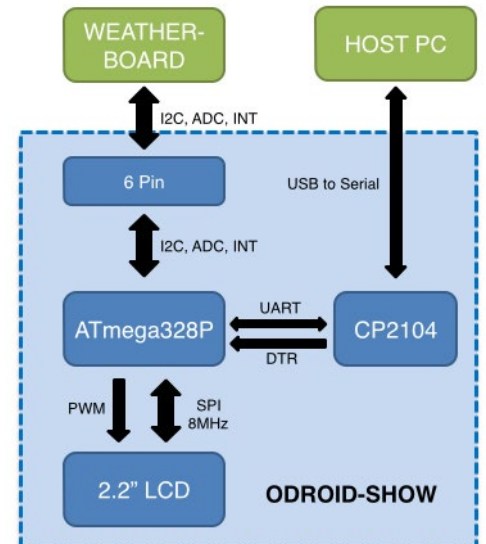 WEATHER-
BOARD
HOST PC
I2C, ADC, INT
6 Pin
USB to Serial
I2C, ADC, INT
ATmega328P
UART
DTR
CP2104
PWM
SPI
8MHz
2.2” LCD
ODROID-SHOW